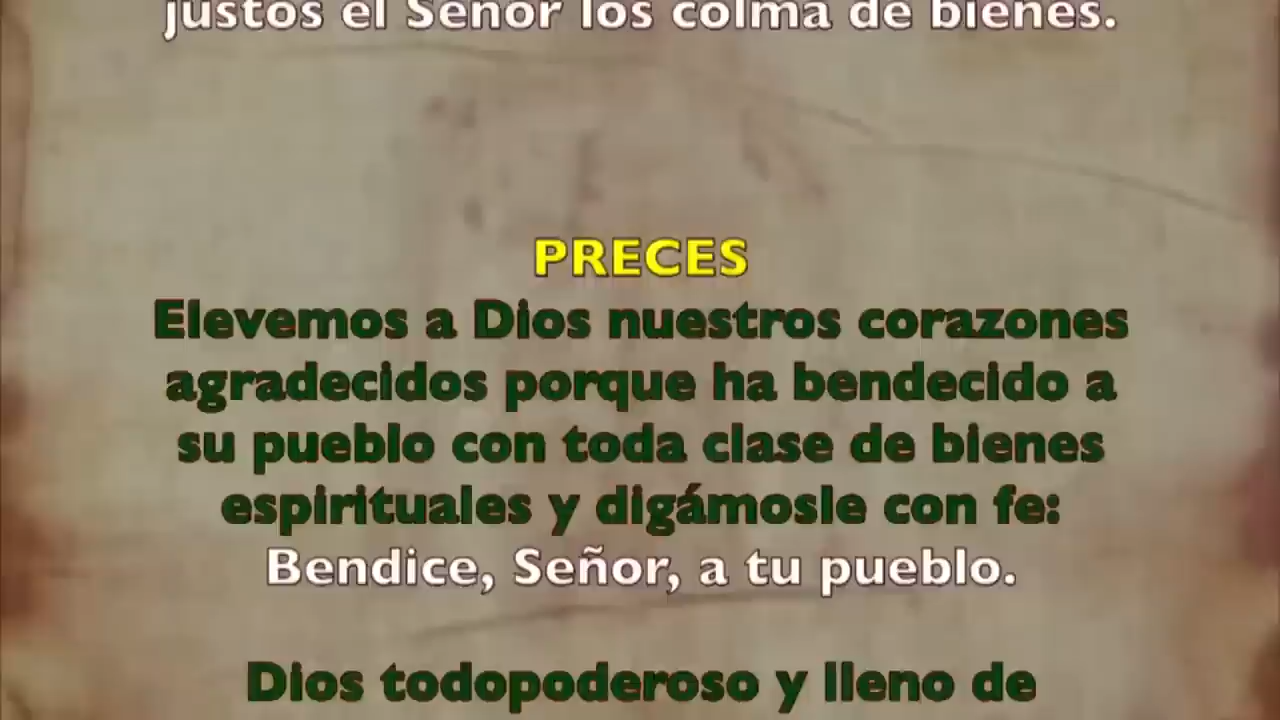 justos el Señor los colma de bienes.
PRECES
Elevemos a Dios nuestros corazones
agradecidos porque ha bendecido a
su pueblo con toda clase de bienes
espirituales y digámosle con fe:
Bendice, Señor, a tu pueblo.
Dios todopoderoso y lleno de